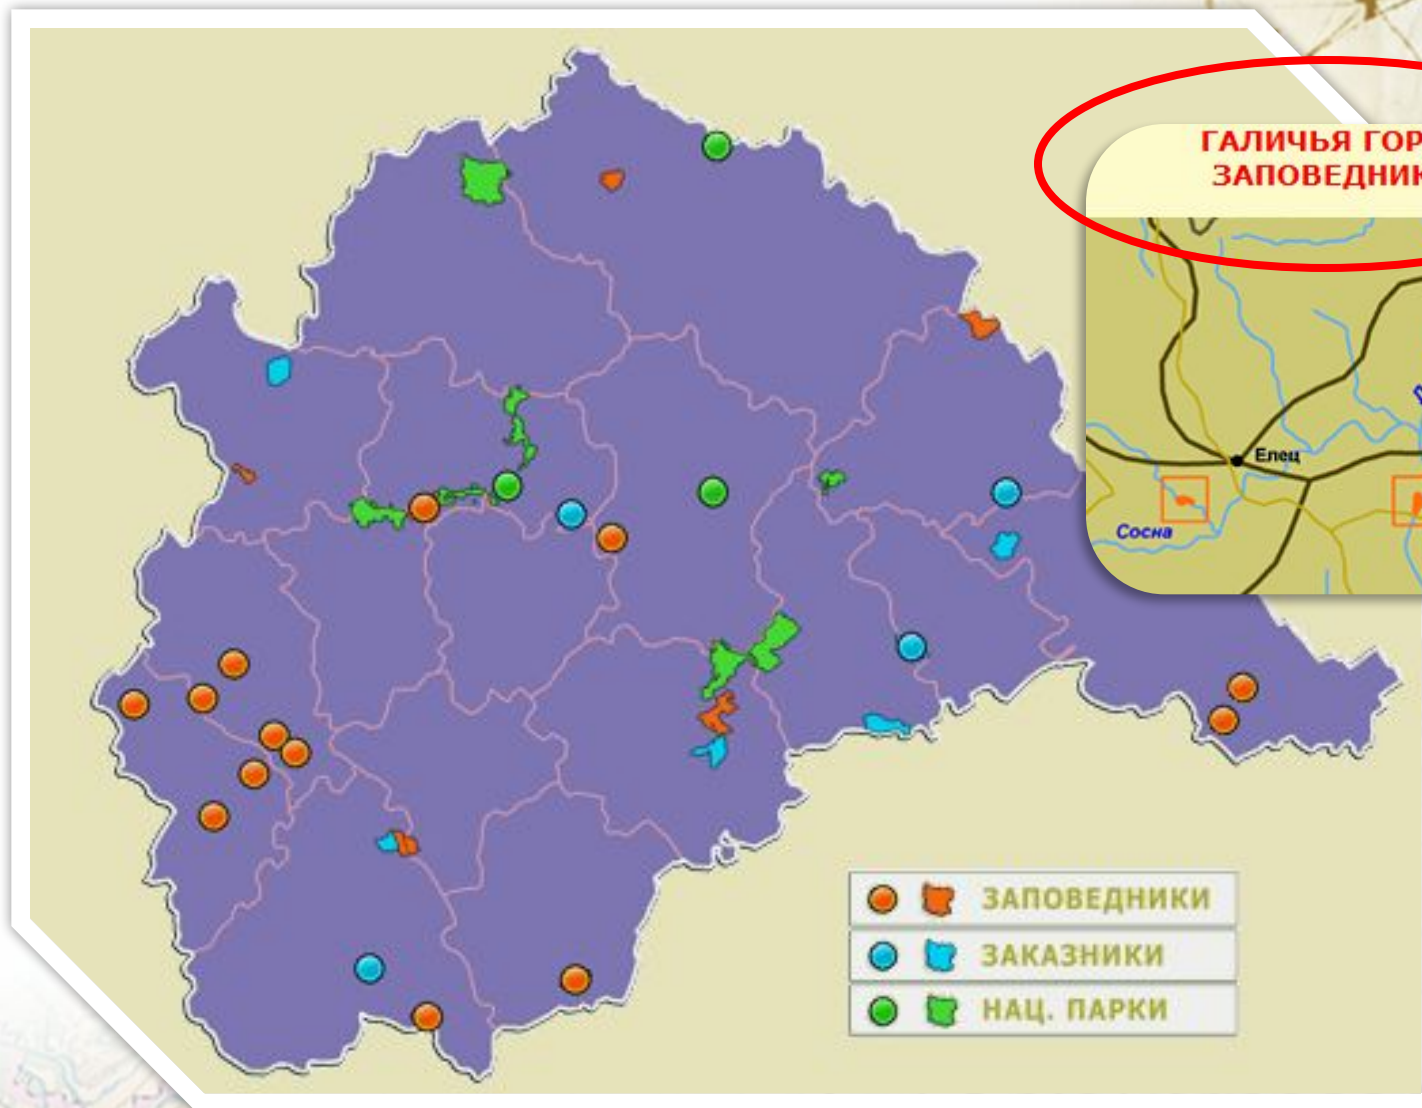 ГАЛИЧЬЯ ГОР
ЗАПОВЕДНИК
Елец
Сосна
ЗАПОВЕДНИКИ
ЗАКАЗНИКИ
НАЦ. ПАРКИ